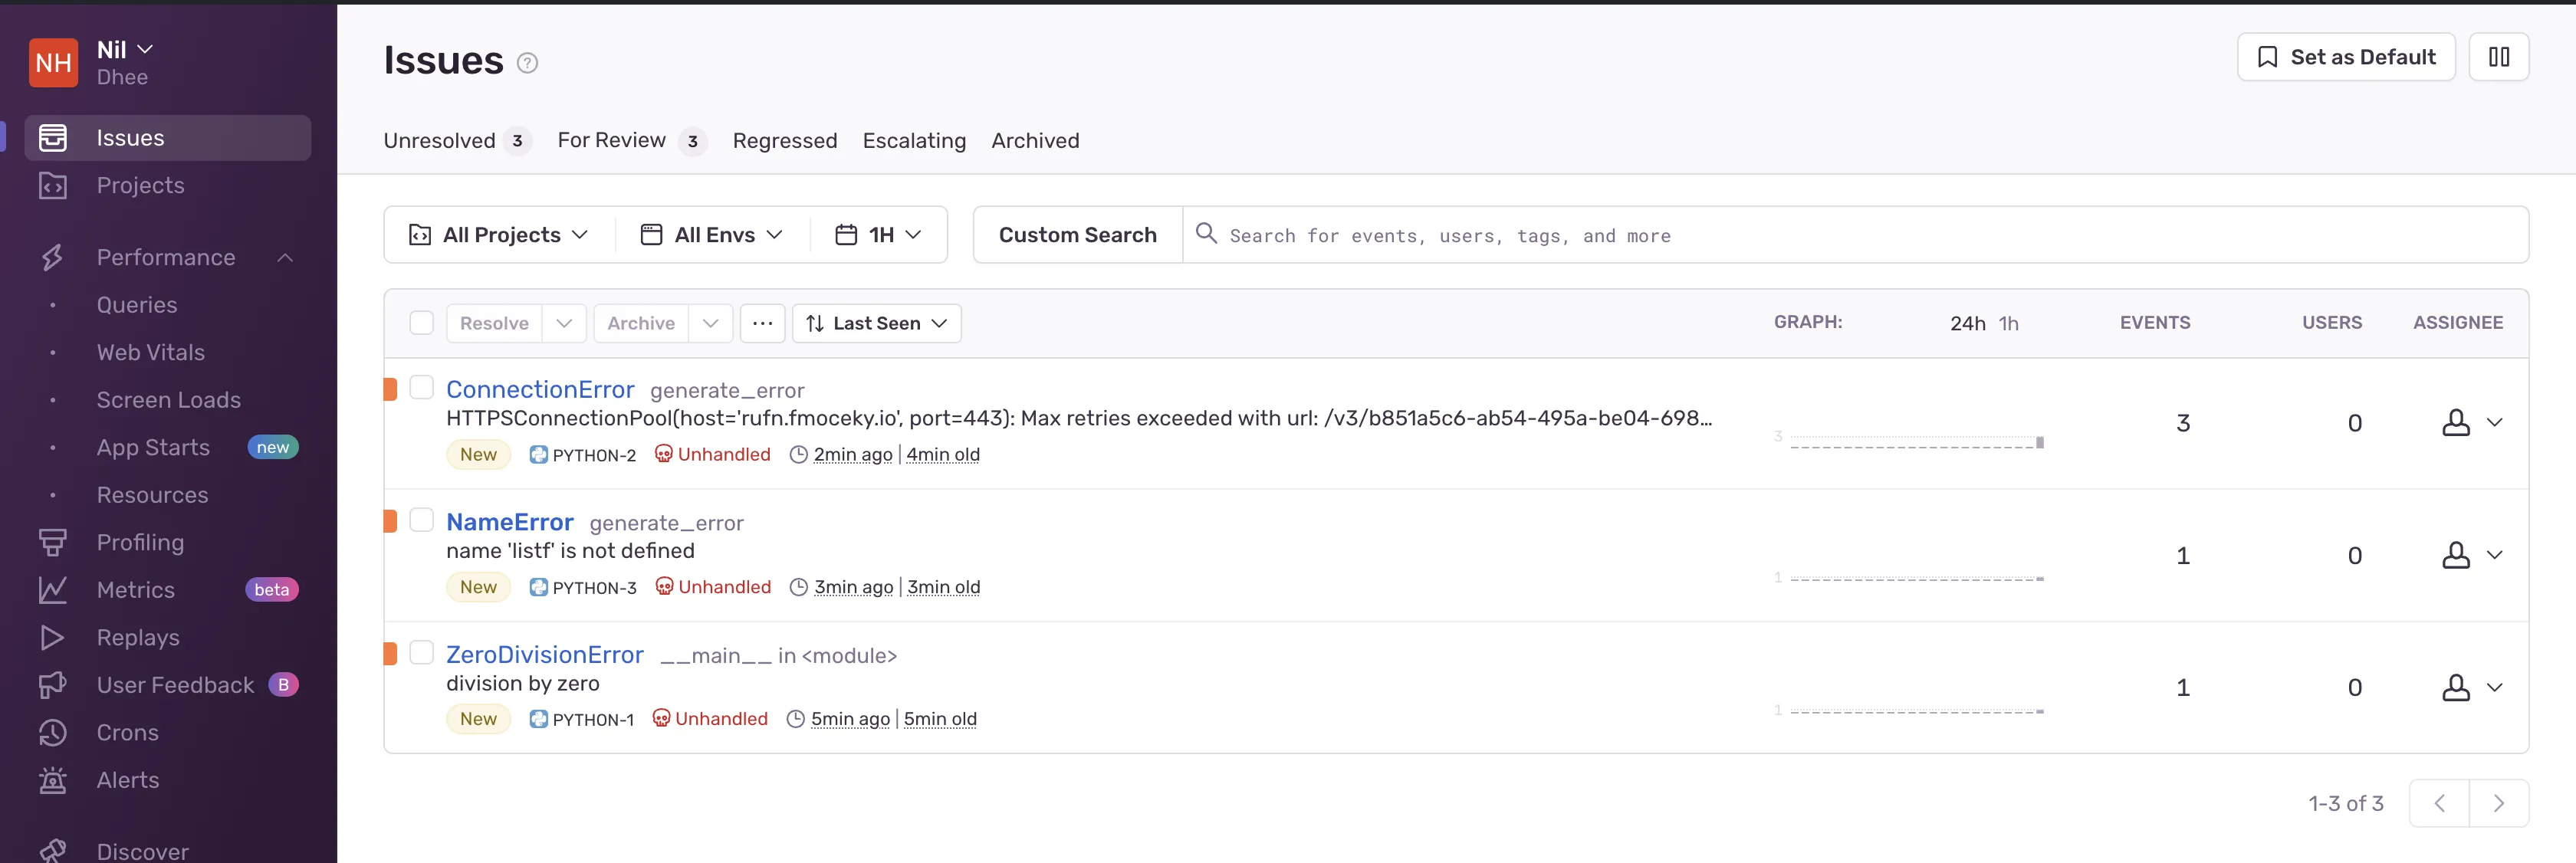 NH
Nil
Dhee
Issues
Projects
Performance
Queries
Web Vitals
Screen Loads
App Starts new
Resources
Profiling
Metrics beta
Replays
User Feedback B
Crons
Alerts
Discover
Issues ?
Set as Default
Unresolved 3 For Review 3 Regressed Escalating Archived
All Projects All Envs 1H Custom Search Search for events, users, tags, and more
Resolve Archive ... Last Seen GRAPH: 24h 1h EVENTS USERS ASSIGNEE
ConnectionError generate_error
HTTPSConnectionPool(host='rufn.fmoceky.io', port=443): Max retries exceeded with url: /v3/b851a5c6-ab54-495a-be04-698...
New PYTHON-2 Unhandled 2min ago | 4min old
3 3 0
NameError generate_error
name 'listf' is not defined
New PYTHON-3 Unhandled 3min ago | 3min old
1 1 0
ZeroDivisionError __main__ in <module>
division by zero
New PYTHON-1 Unhandled 5min ago | 5min old
1 1 0
1-3 of 3